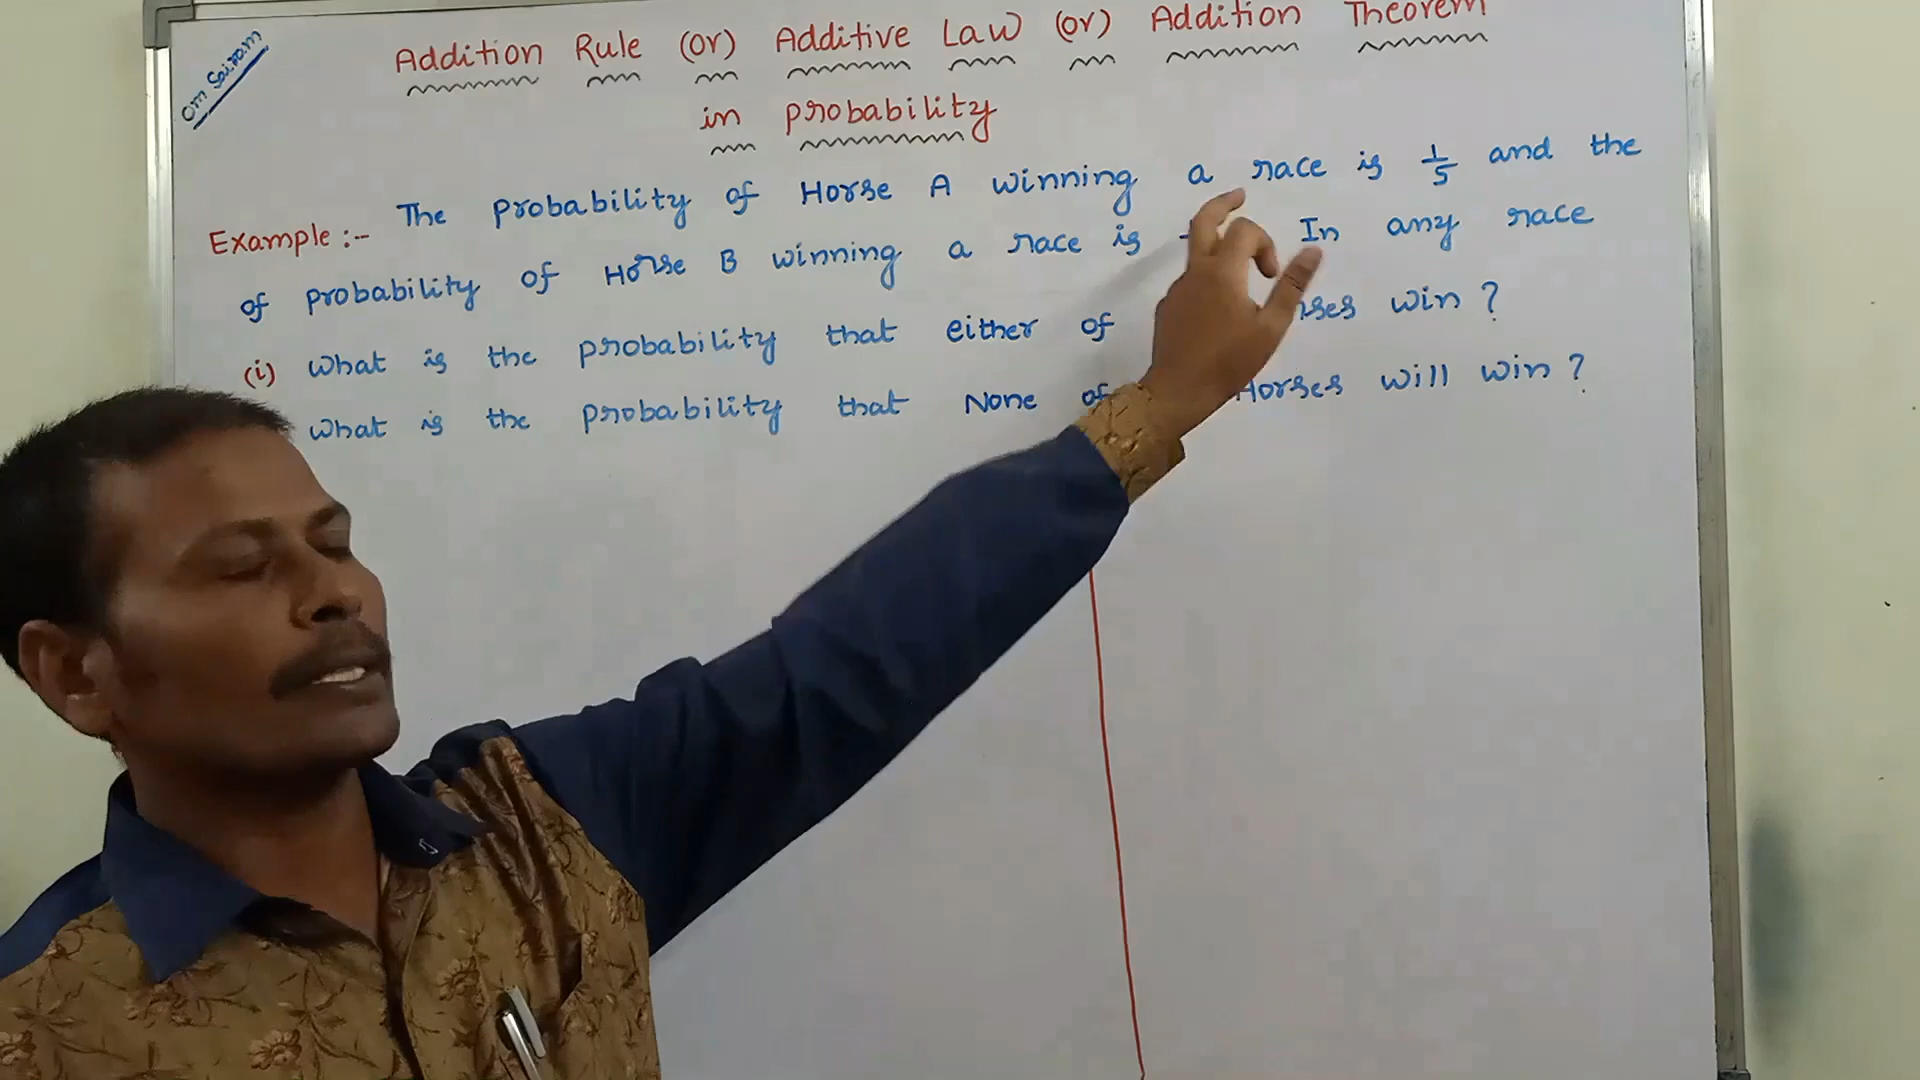 Om Sairam
Addition Rule (or) Additive Law (or) Addition Theorem
in probability
Example :- The probability of Horse A winning a race is 1/5 and the
of probability of Horse B winning a race is In any race
(i) What is the probability that either of win ?
What is the probability that None of Horses will win ?